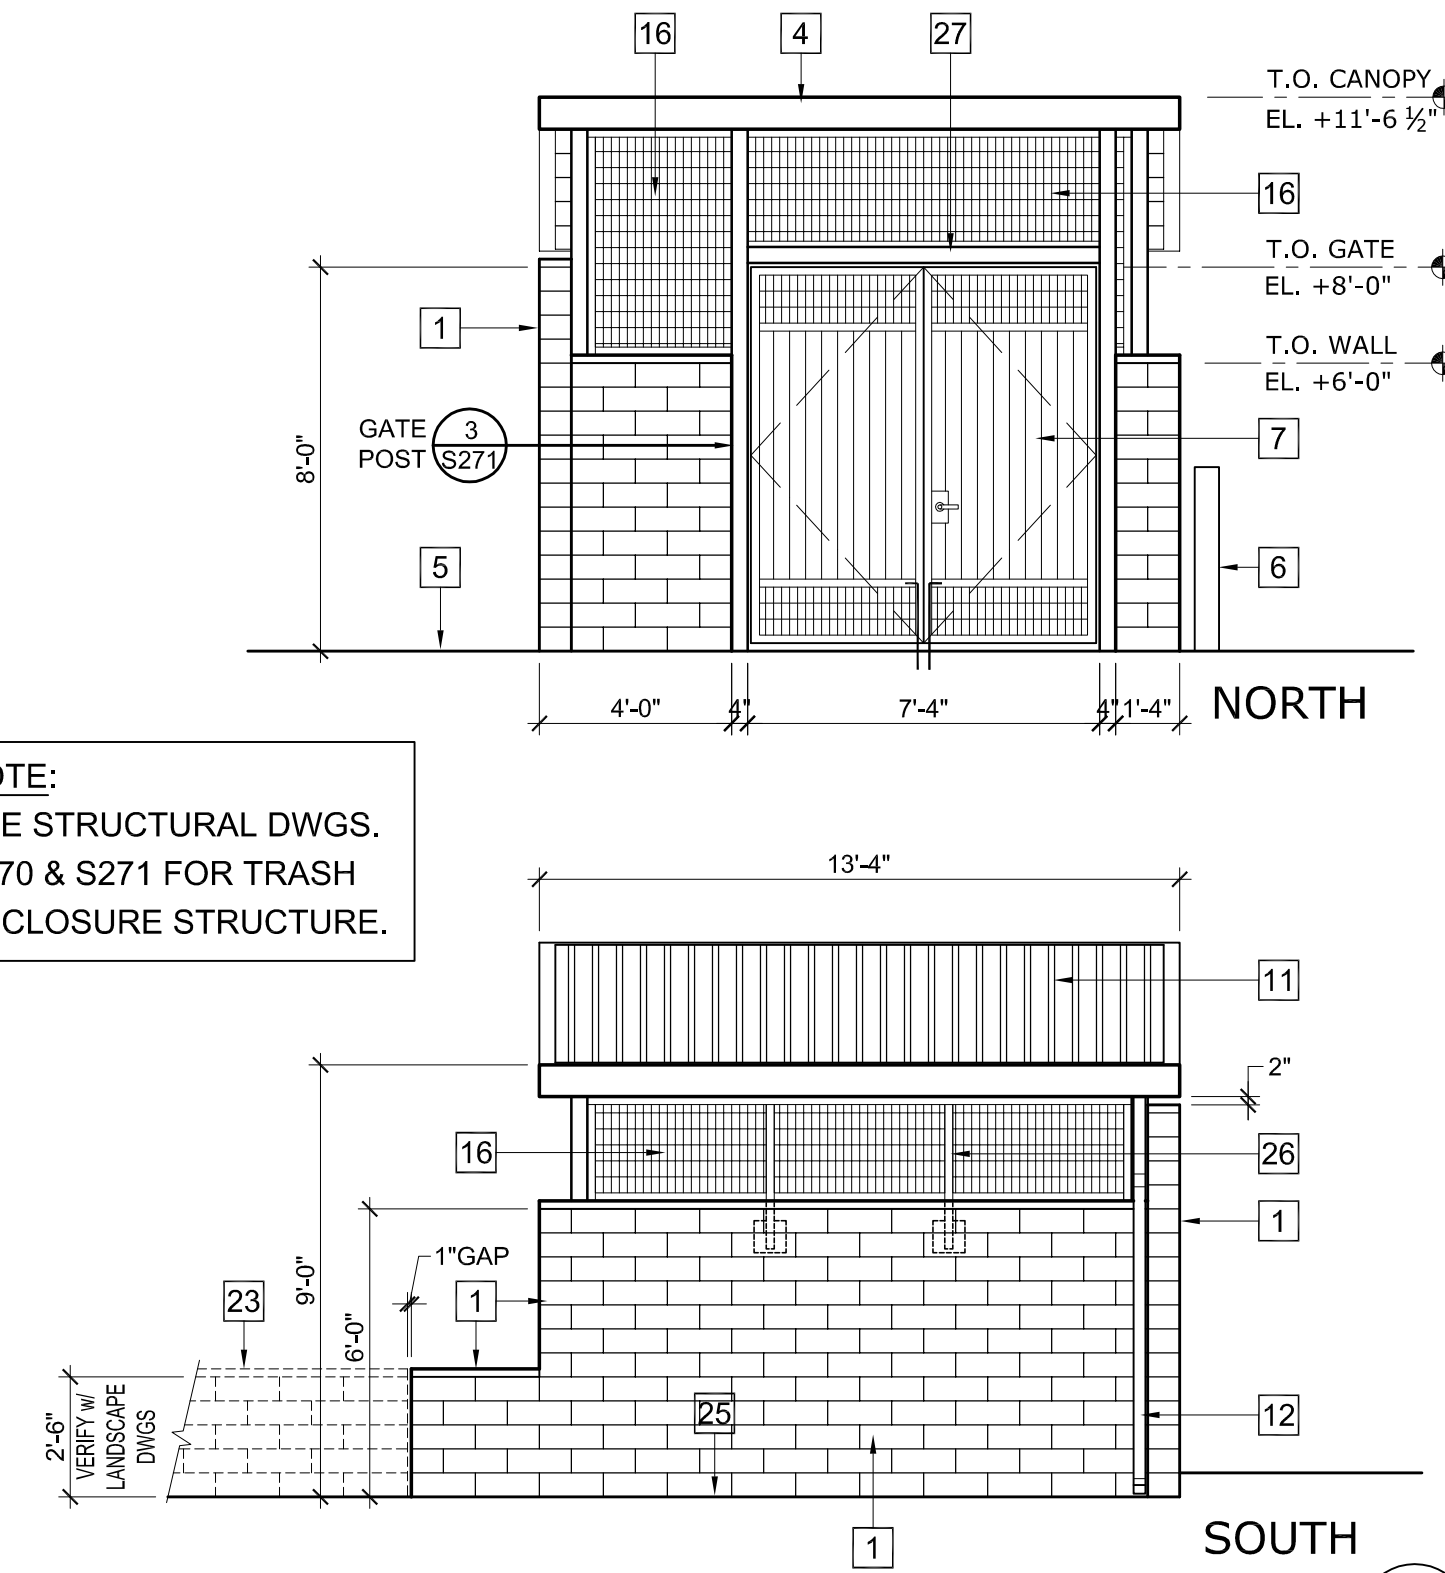 16 4 27
T.O. CANOPY
EL. +11'-6 ½"
16
T.O. GATE
EL. +8'-0"
1
T.O. WALL
EL. +6'-0"
GATE
POST
3
S271
7
8'-0"
5
6
4'-0" 4" 7'-4" 4" 1'-4"
NORTH
OTE:
E STRUCTURAL DWGS.
70 & S271 FOR TRASH
CLOSURE STRUCTURE.
13'-4"
11
2"
16
26
1
1"GAP
23
1
9'-0"
6'-0"
2'-6"
VERIFY w/
LANDSCAPE
DWGS
25
12
1
SOUTH